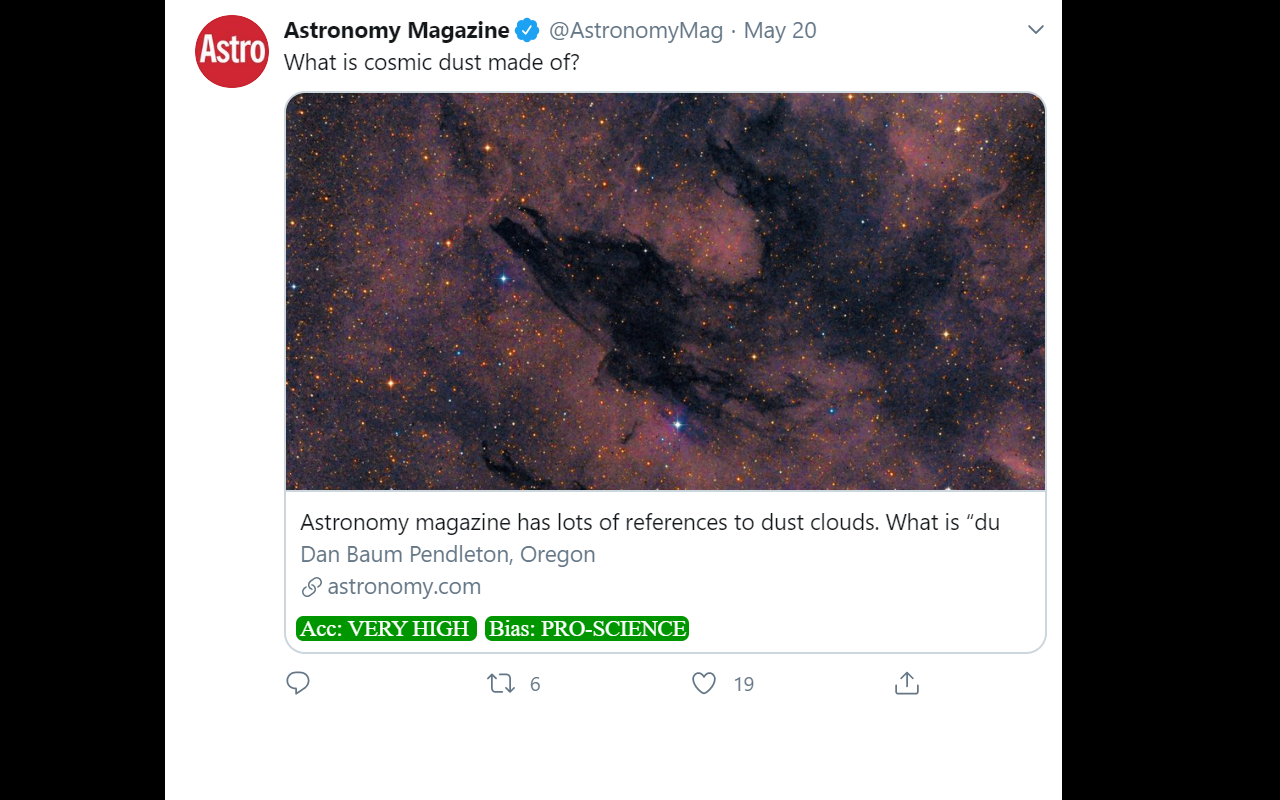 Astro
Astronomy Magazine @AstronomyMag · May 20
What is cosmic dust made of?
Astronomy magazine has lots of references to dust clouds. What is “du
Dan Baum Pendleton, Oregon
astronomy.com
Acc: VERY HIGH Bias: PRO-SCIENCE
6 19